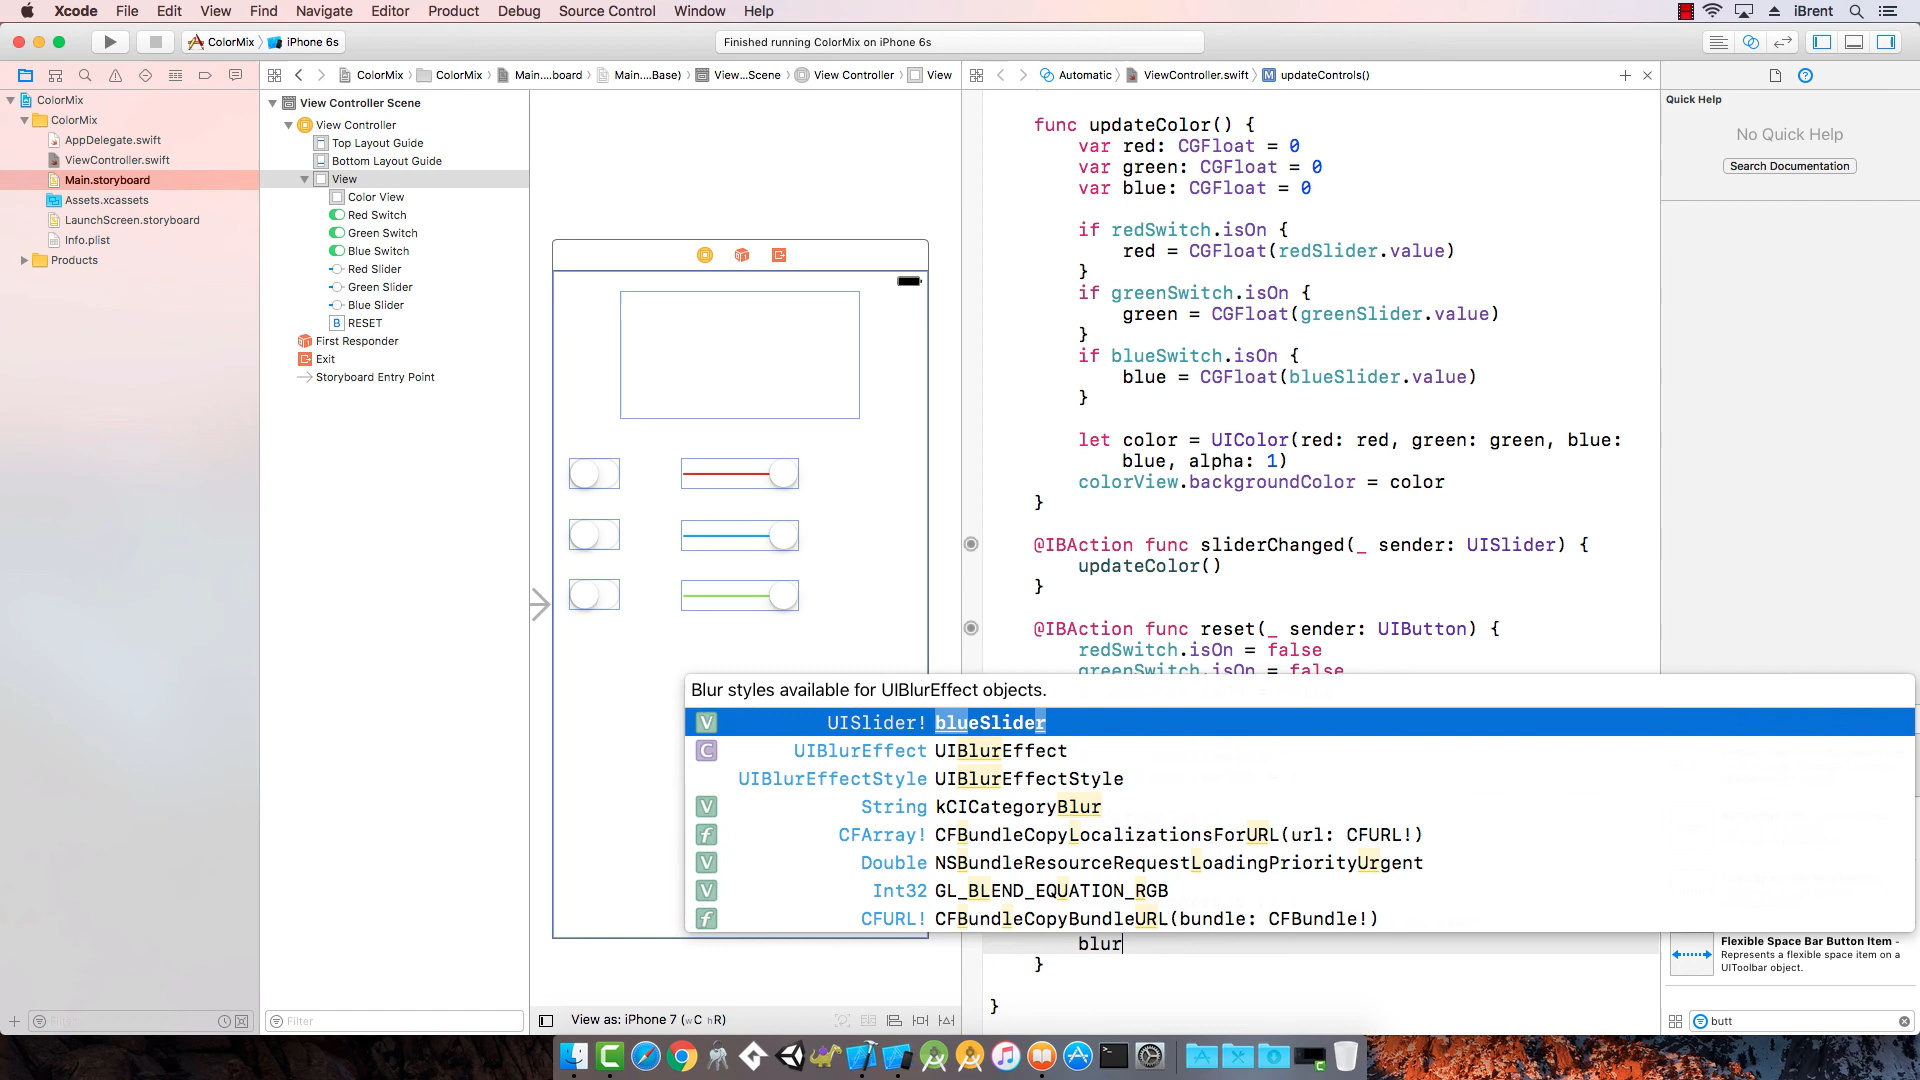 Xcode File Edit View Find Navigate Editor Product Debug Source Control Window Help iBrent
ColorMix iPhone 6s Finished running ColorMix on iPhone 6s
ColorMix ColorMix Main....board Main....Base) View...Scene View Controller View Automatic ViewController.swift M updateControls()
ColorMix
ColorMix
AppDelegate.swift
ViewController.swift
Main.storyboard
Assets.xcassets
LaunchScreen.storyboard
Info.plist
Products
View Controller Scene
View Controller
Top Layout Guide
Bottom Layout Guide
View
Color View
Red Switch
Green Switch
Blue Switch
Red Slider
Green Slider
Blue Slider
B RESET
First Responder
Exit
Storyboard Entry Point
func updateColor() {
var red: CGFloat = 0
var green: CGFloat = 0
var blue: CGFloat = 0
if redSwitch.isOn {
red = CGFloat(redSlider.value)
}
if greenSwitch.isOn {
green = CGFloat(greenSlider.value)
}
if blueSwitch.isOn {
blue = CGFloat(blueSlider.value)
}
let color = UIColor(red: red, green: green, blue:
blue, alpha: 1)
colorView.backgroundColor = color
}
@IBAction func sliderChanged(_ sender: UISlider) {
updateColor()
}
@IBAction func reset(_ sender: UIButton) {
redSwitch.isOn = false
greenSwitch.isOn = false
Blur styles available for UIBlurEffect objects.
V UISlider! blueSlider
C UIBlurEffect UIBlurEffect
UIBlurEffectStyle UIBlurEffectStyle
V String kCICategoryBlur
f CFArray! CFBundleCopyLocalizationsForURL(url: CFURL!)
V Double NSBundleResourceRequestLoadingPriorityUrgent
V Int32 GL_BLEND_EQUATION_RGB
f CFURL! CFBundleCopyBundleURL(bundle: CFBundle!)
blur
}
}
Quick Help
No Quick Help
Search Documentation
Flexible Space Bar Button Item -
Represents a flexible space item on a
UIToolbar object.
Filter
Filter
View as: iPhone 7 (wC hR)
butt